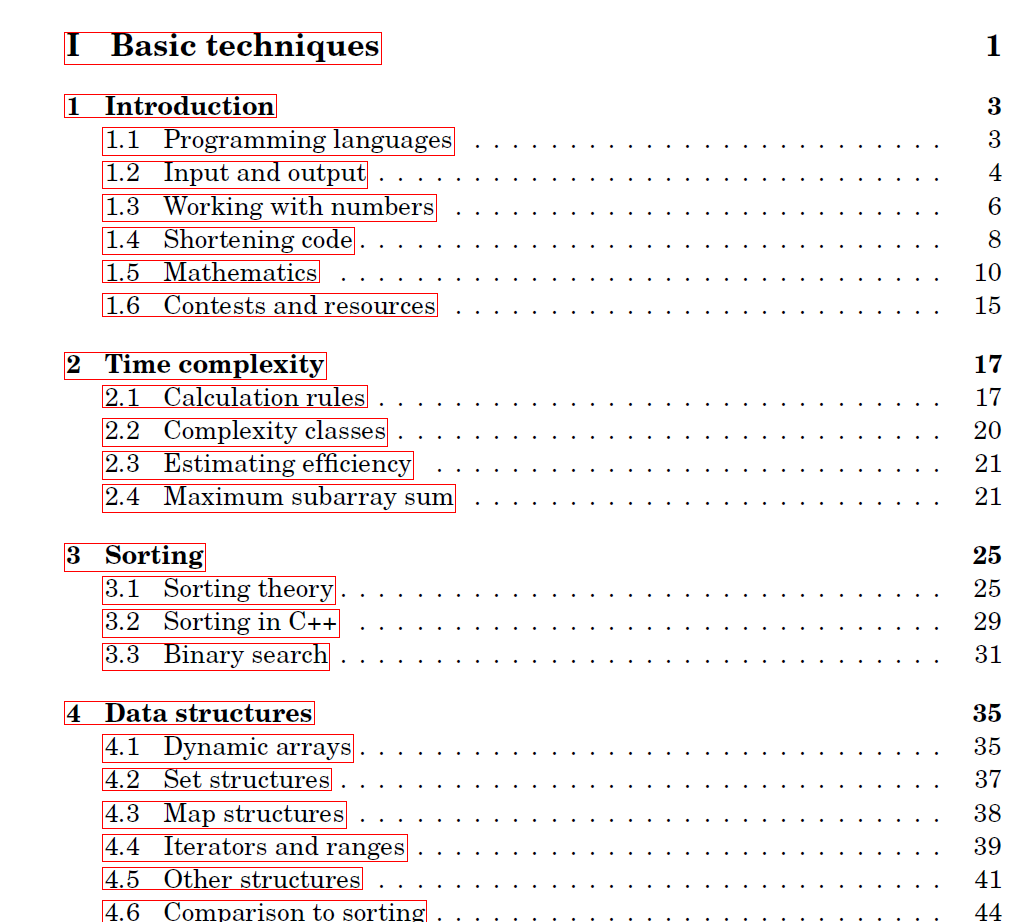 I Basic techniques 1
1 Introduction 3
1.1 Programming languages . . . . . . . . . . . . . . . . . . . . . . . . . 3
1.2 Input and output . . . . . . . . . . . . . . . . . . . . . . . . . . . . . . 4
1.3 Working with numbers . . . . . . . . . . . . . . . . . . . . . . . . . . 6
1.4 Shortening code . . . . . . . . . . . . . . . . . . . . . . . . . . . . . . . 8
1.5 Mathematics . . . . . . . . . . . . . . . . . . . . . . . . . . . . . . . . 10
1.6 Contests and resources . . . . . . . . . . . . . . . . . . . . . . . . . . 15
2 Time complexity 17
2.1 Calculation rules . . . . . . . . . . . . . . . . . . . . . . . . . . . . . . 17
2.2 Complexity classes . . . . . . . . . . . . . . . . . . . . . . . . . . . . . 20
2.3 Estimating efficiency . . . . . . . . . . . . . . . . . . . . . . . . . . . 21
2.4 Maximum subarray sum . . . . . . . . . . . . . . . . . . . . . . . . . 21
3 Sorting 25
3.1 Sorting theory . . . . . . . . . . . . . . . . . . . . . . . . . . . . . . . . 25
3.2 Sorting in C++ . . . . . . . . . . . . . . . . . . . . . . . . . . . . . . . 29
3.3 Binary search . . . . . . . . . . . . . . . . . . . . . . . . . . . . . . . . 31
4 Data structures 35
4.1 Dynamic arrays . . . . . . . . . . . . . . . . . . . . . . . . . . . . . . . 35
4.2 Set structures . . . . . . . . . . . . . . . . . . . . . . . . . . . . . . . . 37
4.3 Map structures . . . . . . . . . . . . . . . . . . . . . . . . . . . . . . . 38
4.4 Iterators and ranges . . . . . . . . . . . . . . . . . . . . . . . . . . . . 39
4.5 Other structures . . . . . . . . . . . . . . . . . . . . . . . . . . . . . . 41
4.6 Comparison to sorting . . . . . . . . . . . . . . . . . . . . . . . . . . . 44